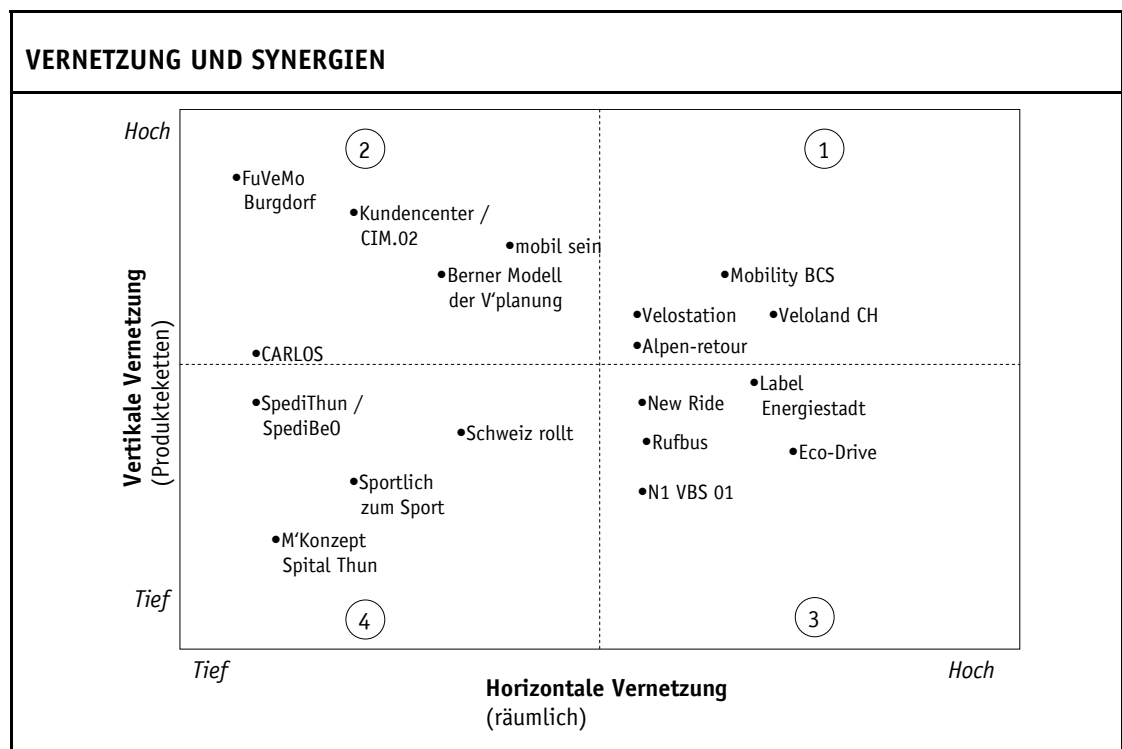 VERNETZUNG UND SYNERGIEN
Hoch
2
1
•FuVeMo
Burgdorf
•Kundencenter /
CIM.02
•mobil sein
•Berner Modell
der V‘planung
•Mobility BCS
•Velostation
•Veloland CH
•Alpen-retour
•CARLOS
Vertikale Vernetzung
(Produkteketten)
•Label
Energiestadt
•SpediThun /
SpediBeO
•New Ride
•Schweiz rollt
•Rufbus
•Eco-Drive
•Sportlich
zum Sport
•N1 VBS 01
•M‘Konzept
Spital Thun
Tief
4
3
Tief
Hoch
Horizontale Vernetzung
(räumlich)